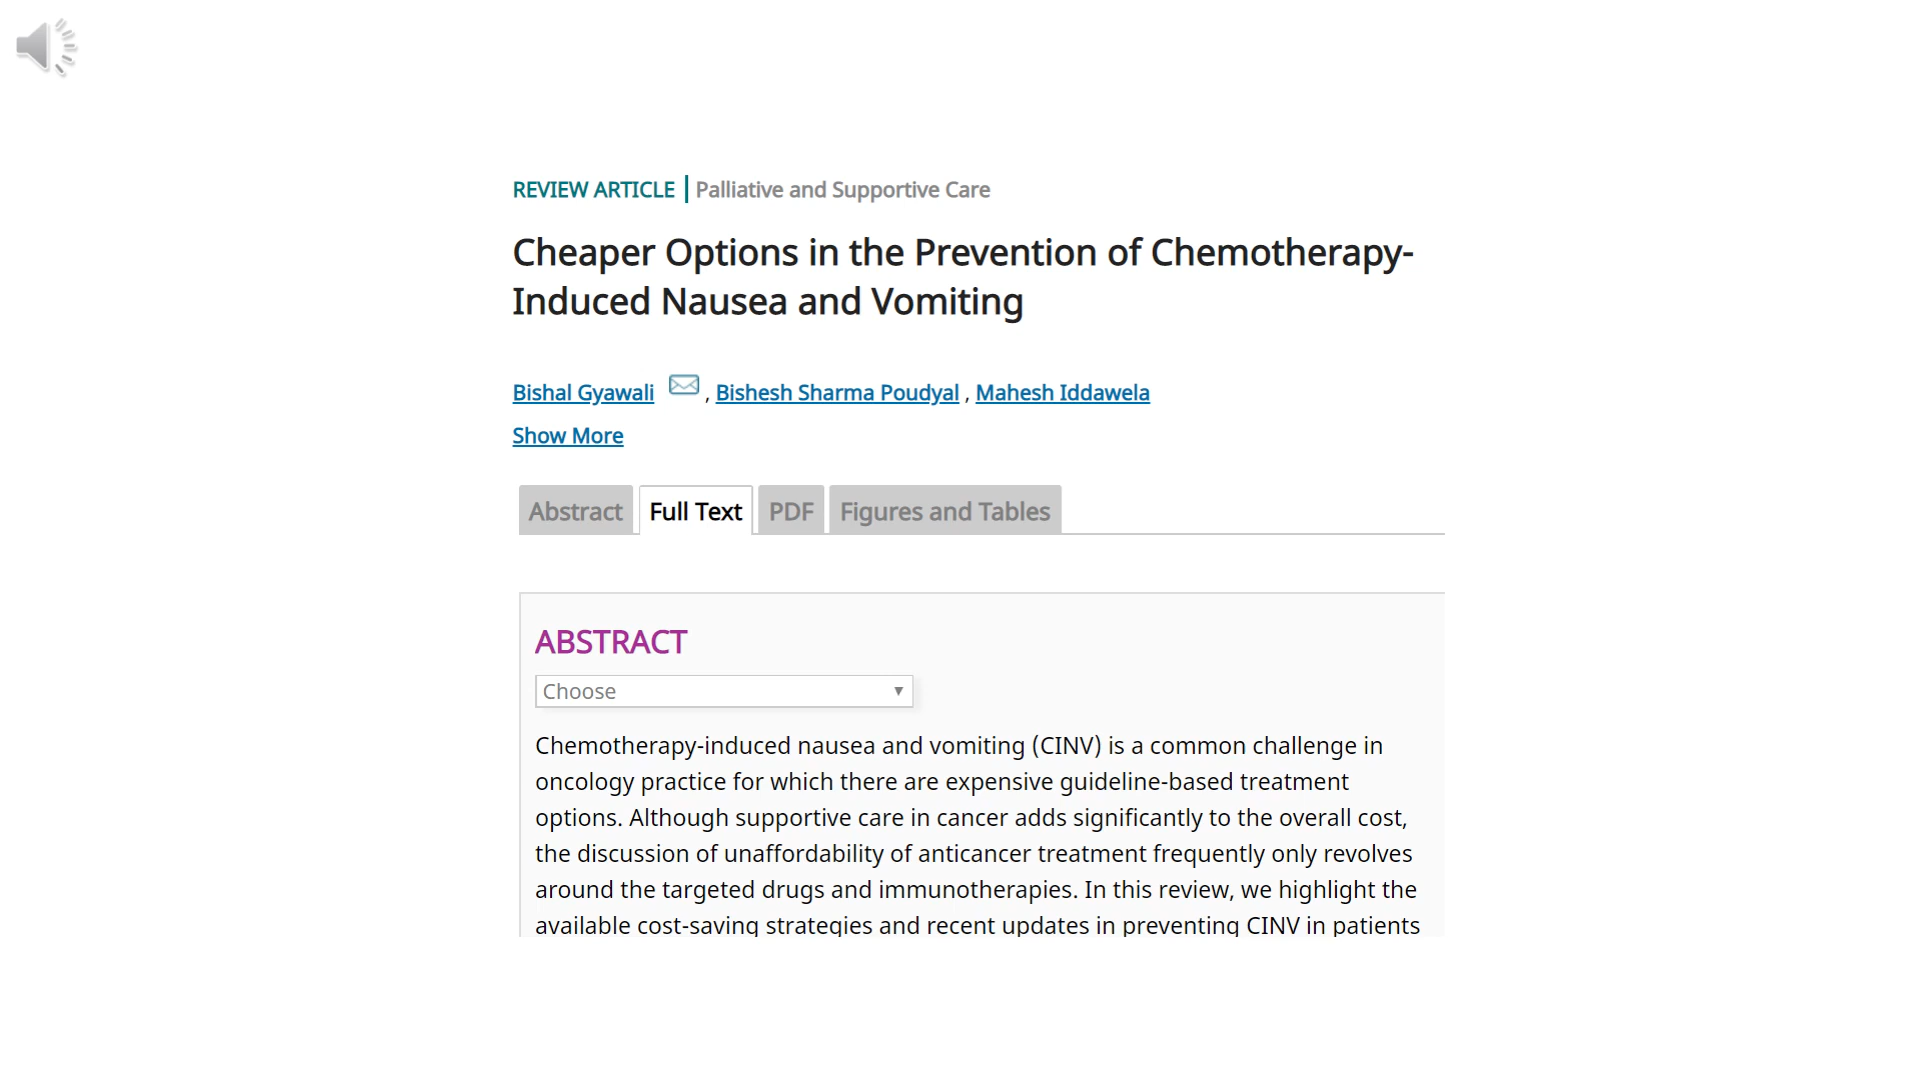 REVIEW ARTICLE | Palliative and Supportive Care
Cheaper Options in the Prevention of Chemotherapy-
Induced Nausea and Vomiting
Bishal Gyawali , Bishesh Sharma Poudyal , Mahesh Iddawela
Show More
Abstract Full Text PDF Figures and Tables
ABSTRACT
Choose
Chemotherapy-induced nausea and vomiting (CINV) is a common challenge in
oncology practice for which there are expensive guideline-based treatment
options. Although supportive care in cancer adds significantly to the overall cost,
the discussion of unaffordability of anticancer treatment frequently only revolves
around the targeted drugs and immunotherapies. In this review, we highlight the
available cost-saving strategies and recent updates in preventing CINV in patients